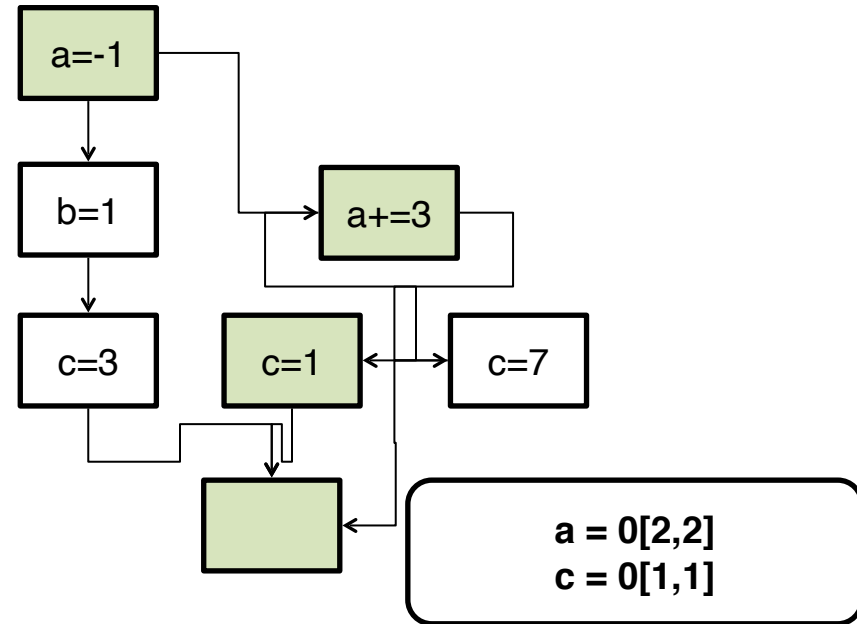 a=-1
b=1
a+=3
c=3
c=1
c=7
a = 0[2,2]
c = 0[1,1]